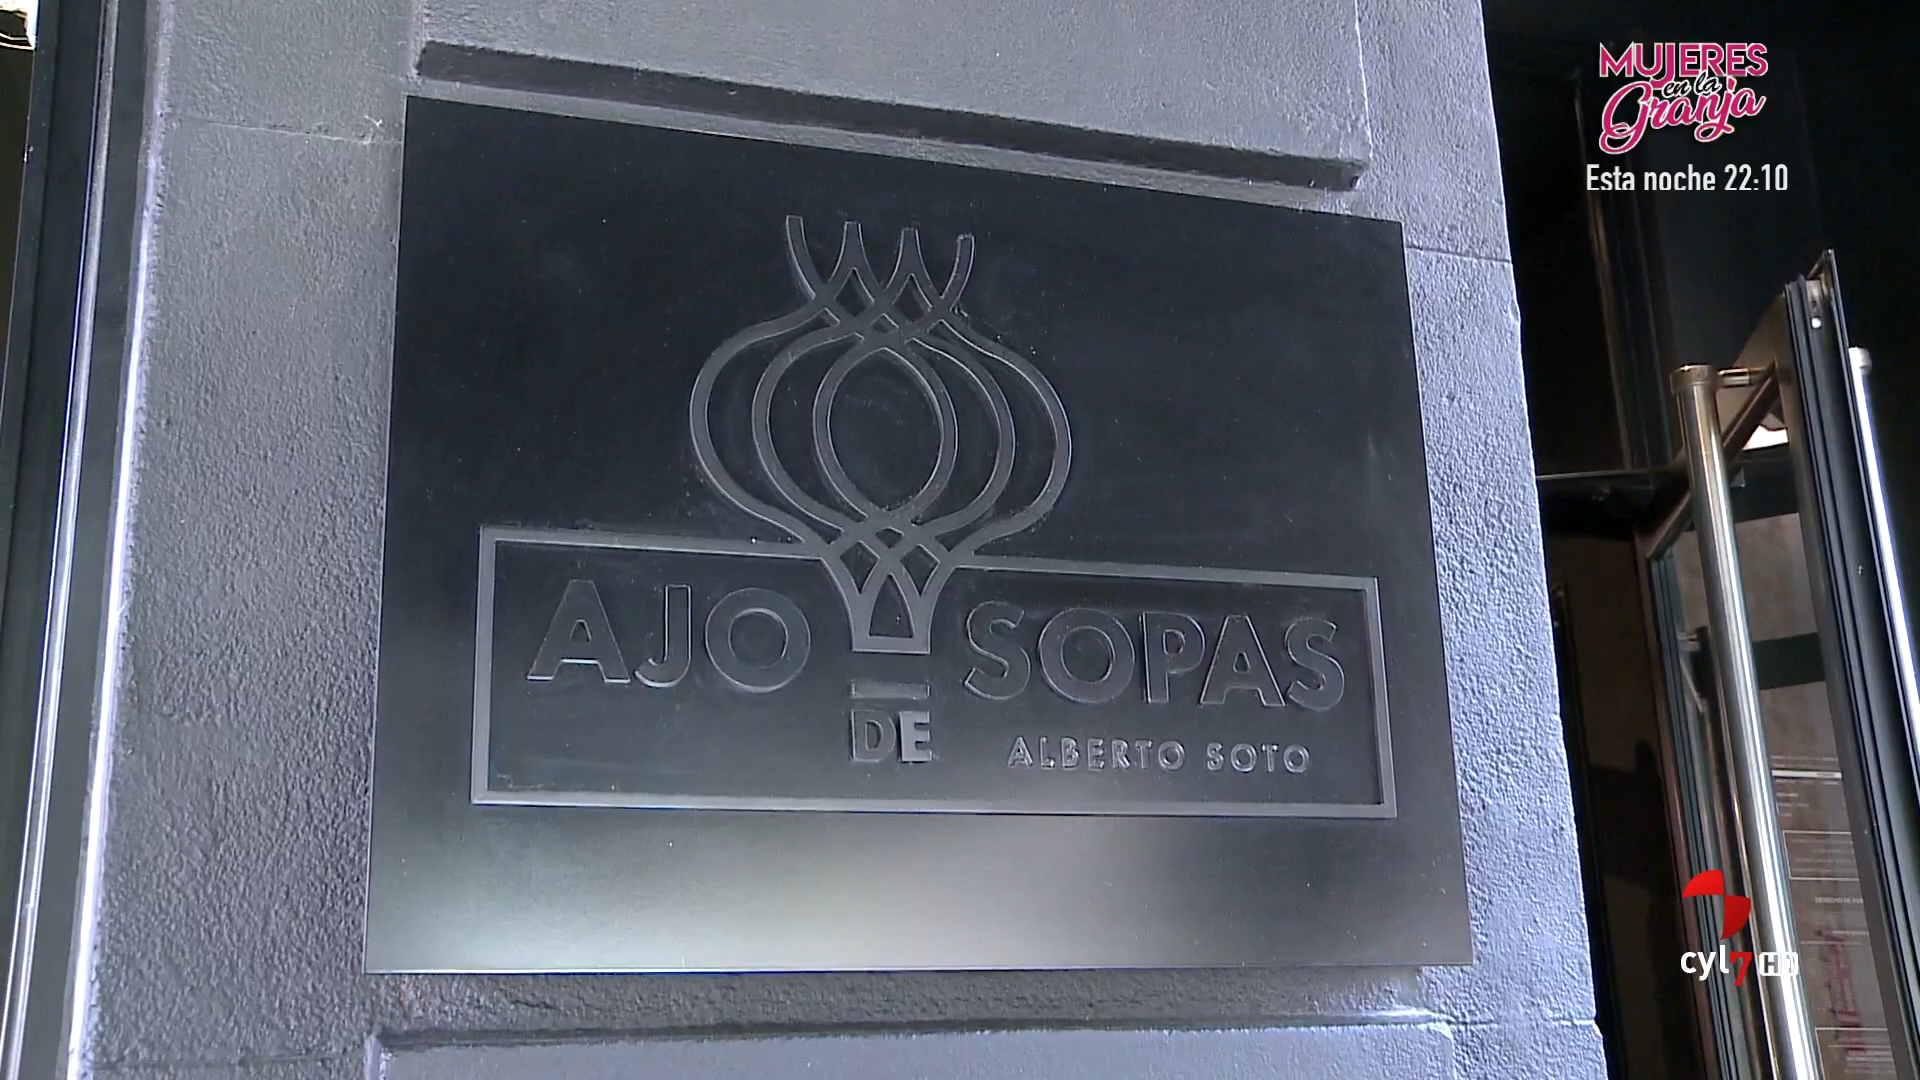 MUJERES
en la
Granja
Esta noche 22:10
AJO DE SOPAS
ALBERTO SOTO
cyl7 HD